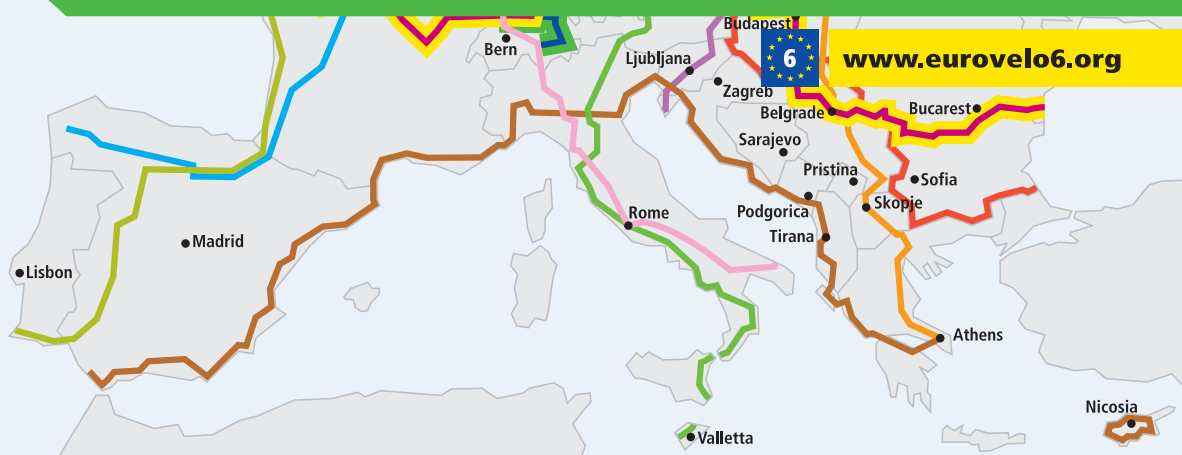 Budapest
Bern
Ljubljana
6
www.eurovelo6.org
Zagreb
Belgrade
Bucarest
Sarajevo
Pristina
Sofia
Podgorica
Skopje
Rome
Tirana
Madrid
Lisbon
Athens
Nicosia
Valletta